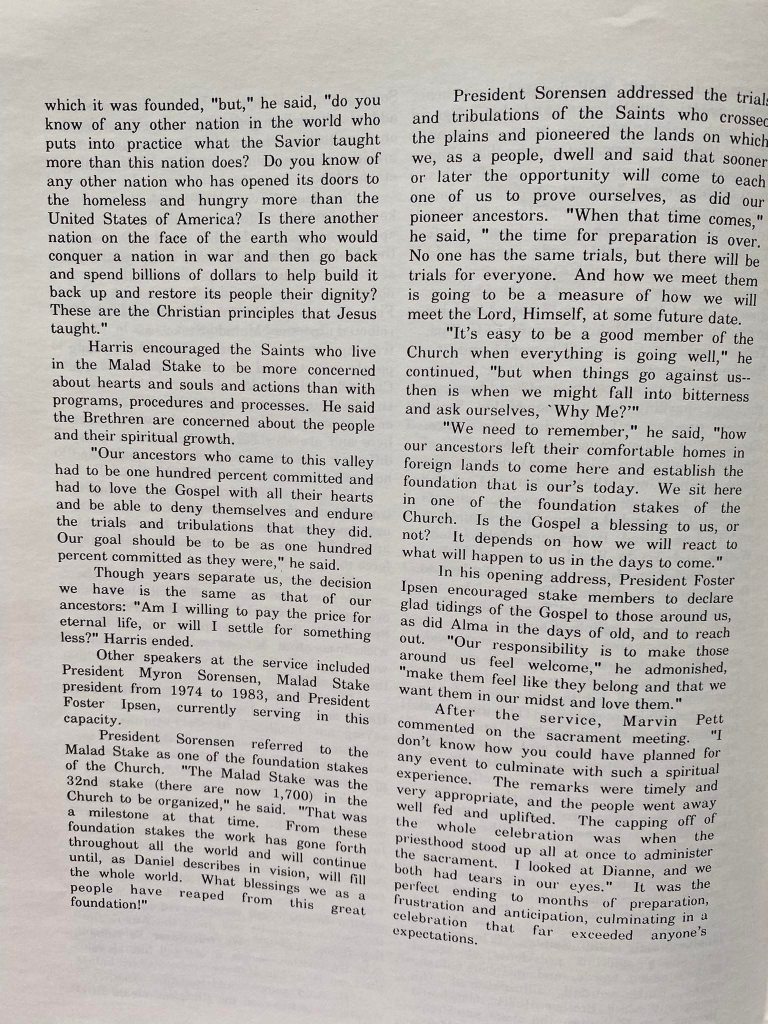 which it was founded, "but," he said, "do you
know of any other nation in the world who
puts into practice what the Savior taught
more than this nation does? Do you know of
any other nation who has opened its doors to
the homeless and hungry more than the
United States of America? Is there another
nation on the face of the earth who would
conquer a nation in war and then go back
and spend billions of dollars to help build it
back up and restore its people their dignity?
These are the Christian principles that Jesus
taught."
Harris encouraged the Saints who live
in the Malad Stake to be more concerned
about hearts and souls and actions than with
programs, procedures and processes. He said
the Brethren are concerned about the people
and their spiritual growth.
"Our ancestors who came to this valley
had to be one hundred percent committed and
had to love the Gospel with all their hearts
and be able to deny themselves and endure
the trials and tribulations that they did.
Our goal should be to be as one hundred
percent committed as they were," he said.
Though years separate us, the decision
we have is the same as that of our
ancestors: "Am I willing to pay the price for
eternal life, or will I settle for something
less?" Harris ended.
Other speakers at the service included
President Myron Sorensen, Malad Stake
president from 1974 to 1983, and President
Foster Ipsen, currently serving in this
capacity.
President Sorensen referred to the
Malad Stake as one of the foundation stakes
of the Church. "The Malad Stake was the
32nd stake (there are now 1,700) in the
Church to be organized," he said. "That was
a milestone at that time. From these
foundation stakes the work has gone forth
throughout all the world and will continue
until, as Daniel describes in vision, will fill
the whole world. What blessings we as a
people have reaped from this great
foundation!"
President Sorensen addressed the trials
and tribulations of the Saints who crossed
the plains and pioneered the lands on which
we, as a people, dwell and said that sooner
or later the opportunity will come to each
one of us to prove ourselves, as did our
pioneer ancestors. "When that time comes,"
he said, " the time for preparation is over.
No one has the same trials, but there will be
trials for everyone. And how we meet them
is going to be a measure of how we will
meet the Lord, Himself, at some future date.
"It's easy to be a good member of the
Church when everything is going well," he
continued, "but when things go against us--
then is when we might fall into bitterness
and ask ourselves, `Why Me?'"
"We need to remember," he said, "how
our ancestors left their comfortable homes in
foreign lands to come here and establish the
foundation that is our's today. We sit here
in one of the foundation stakes of the
Church. Is the Gospel a blessing to us, or
not? It depends on how we will react to
what will happen to us in the days to come."
In his opening address, President Foster
Ipsen encouraged stake members to declare
glad tidings of the Gospel to those around us,
as did Alma in the days of old, and to reach
out. "Our responsibility is to make those
around us feel welcome," he admonished,
"make them feel like they belong and that we
want them in our midst and love them."
After the service, Marvin Pett
commented on the sacrament meeting. "I
don't know how you could have planned for
any event to culminate with such a spiritual
experience. The remarks were timely and
very appropriate, and the people went away
well fed and uplifted. The capping off of
the whole celebration was when the
priesthood stood up all at once to administer
the sacrament. I looked at Dianne, and we
both had tears in our eyes." It was the
perfect ending to months of preparation,
frustration and anticipation, culminating in a
celebration that far exceeded anyone's
expectations.